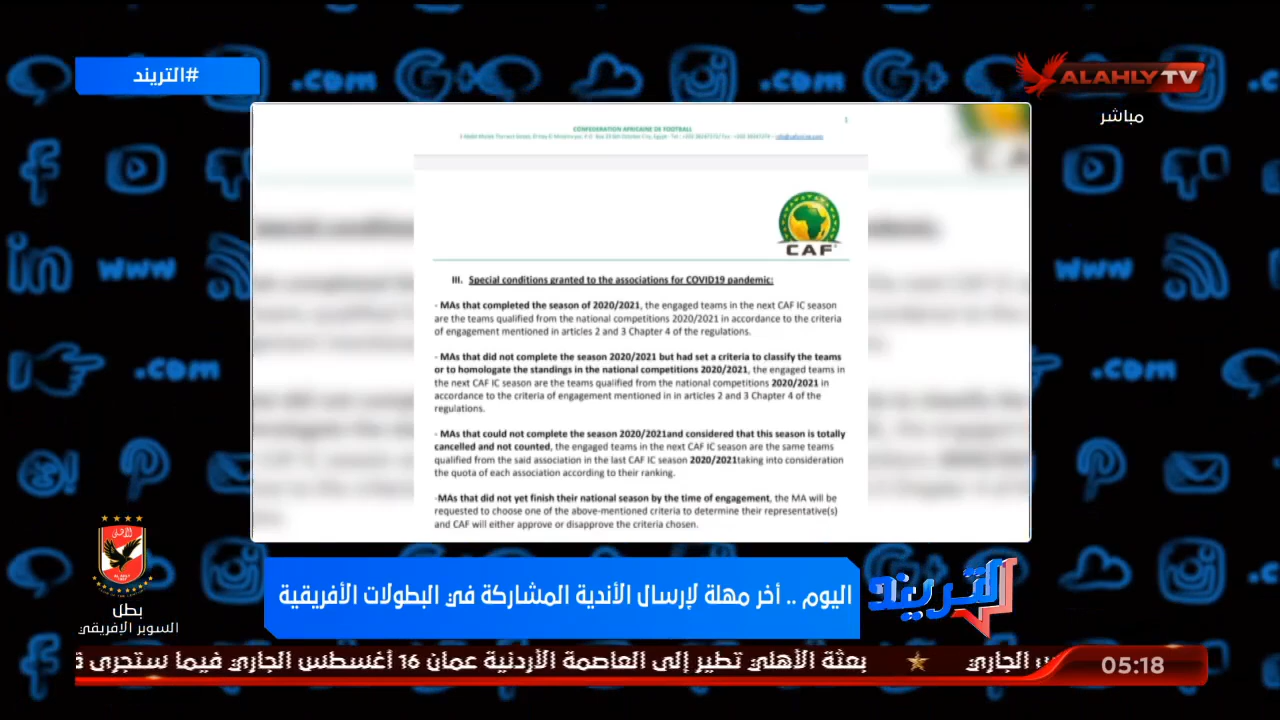 #التريند
ALAHLY TV
مباشر
CONFEDERATION AFRICAINE DE FOOTBALL
CAF
III. Special conditions granted to the associations for COVID19 pandemic:
- MAs that completed the season of 2020/2021, the engaged teams in the next CAF IC season
are the teams qualified from the national competitions 2020/2021 in accordance to the criteria
of engagement mentioned in articles 2 and 3 Chapter 4 of the regulations.
- MAs that did not complete the season 2020/2021 but had set a criteria to classify the teams
or to homologate the standings in the national competitions 2020/2021, the engaged teams in
the next CAF IC season are the teams qualified from the national competitions 2020/2021 in
accordance to the criteria of engagement mentioned in in articles 2 and 3 Chapter 4 of the
regulations.
- MAs that could not complete the season 2020/2021and considered that this season is totally
cancelled and not counted, the engaged teams in the next CAF IC season are the same teams
qualified from the said association in the last CAF IC season 2020/2021taking into consideration
the quota of each association according to their ranking.
-MAs that did not yet finish their national season by the time of engagement, the MA will be
requested to choose one of the above-mentioned criteria to determine their representative(s)
and CAF will either approve or disapprove the criteria chosen.
اليوم .. أخر مهلة لإرسال الأندية المشاركة في البطولات الأفريقية
التريند
بطل
السوبر الإفريقي
الجاري ★ بعثة الأهلي تطير إلى العاصمة الأردنية عمان 16 أغسطس الجاري فيما ستجرى
05:18
.com
G+
.com
www
www
.com
.com